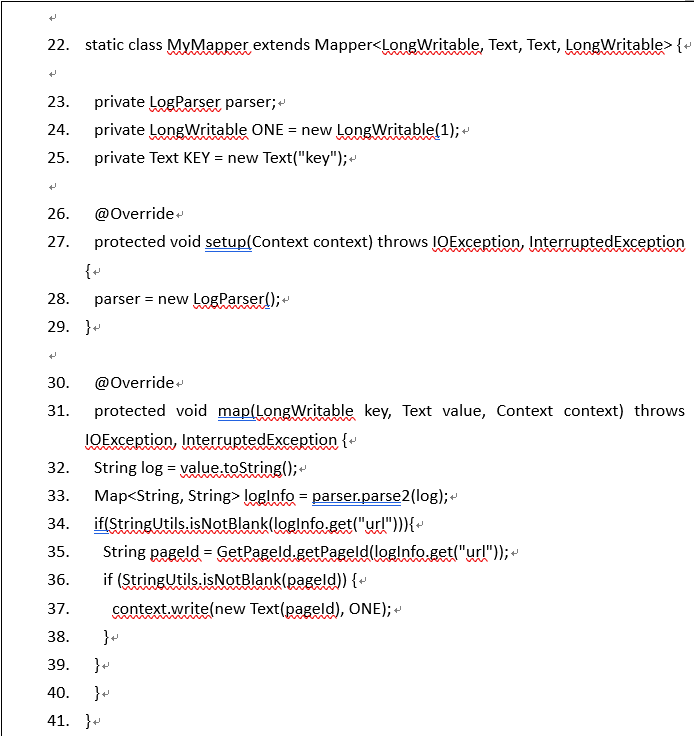 22. static class MyMapper extends Mapper<LongWritable, Text, Text, LongWritable> {
23. private LogParser parser;
24. private LongWritable ONE = new LongWritable(1);
25. private Text KEY = new Text("key");
26. @Override
27. protected void setup(Context context) throws IOException, InterruptedException
{
28. parser = new LogParser();
29. }
30. @Override
31. protected void map(LongWritable key, Text value, Context context) throws
IOException, InterruptedException {
32. String log = value.toString();
33. Map<String, String> logInfo = parser.parse2(log);
34. if(StringUtils.isNotBlank(logInfo.get("url"))){
35. String pageId = GetPageId.getPageId(logInfo.get("url"));
36. if (StringUtils.isNotBlank(pageId)) {
37. context.write(new Text(pageId), ONE);
38. }
39. }
40. }
41. }